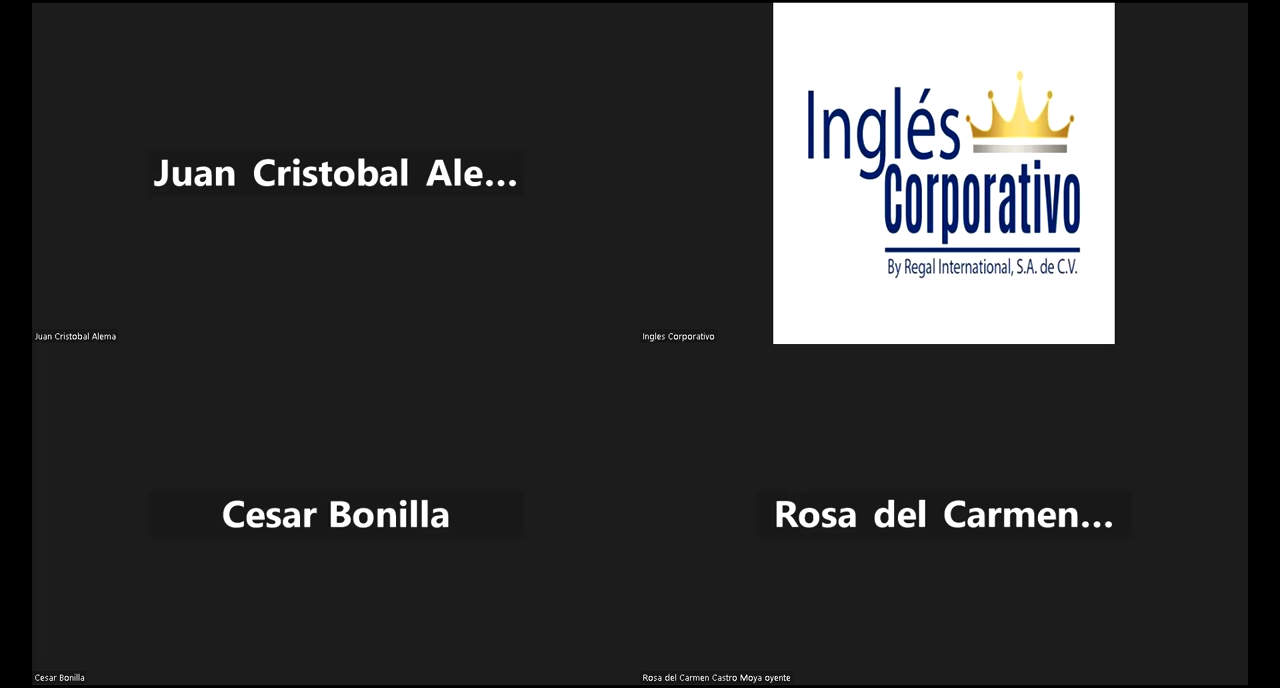 Juan Cristobal Ale...
Juan Cristobal Alema
Inglés
Corporativo
By Regal International, S.A. de C.V.
Ingles Corporativo
Cesar Bonilla
Cesar Bonilla
Rosa del Carmen...
Rosa del Carmen Castro Moya oyente